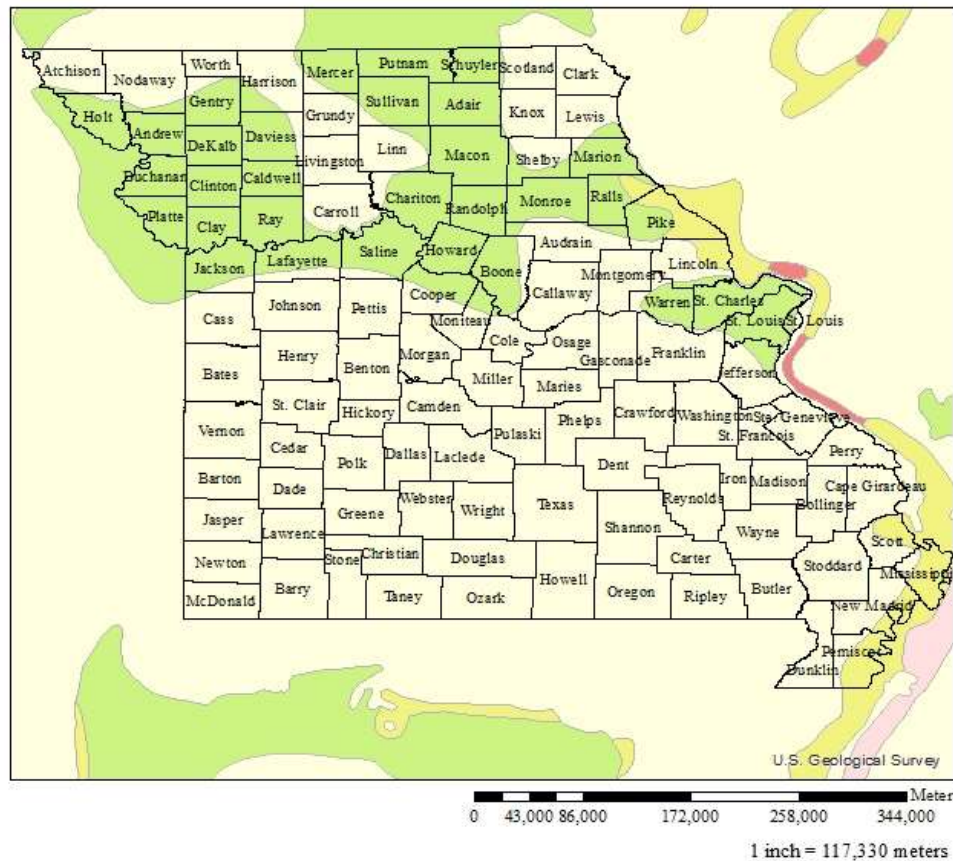 Atchison
Nodaway
Worth
Harrison
Mercer
Putnam
Schuyler
Scotland
Clark
Holt
Gentry
Sullivan
Adair
Knox
Lewis
Andrew
DeKalb
Daviess
Grundy
Linn
Macon
Shelby
Marion
Buchanan
Clinton
Caldwell
Livingston
Chariton
Randolph
Monroe
Ralls
Platte
Clay
Ray
Carroll
Pike
Jackson
Lafayette
Saline
Howard
Boone
Audrain
Lincoln
Montgomery
Cass
Johnson
Pettis
Cooper
Callaway
Warren
St. Charles
Moniteau
St. Louis
St. Louis
Bates
Henry
Benton
Morgan
Cole
Osage
Gasconade
Franklin
Jefferson
Miller
Maries
Vernon
St. Clair
Hickory
Camden
Pulaski
Phelps
Crawford
Washington
Ste. Genevieve
St. Francois
Perry
Cedar
Polk
Dallas
Laclede
Dent
Barton
Dade
Iron
Madison
Cape Girardeau
Bollinger
Jasper
Greene
Webster
Wright
Texas
Reynolds
Lawrence
Shannon
Wayne
Scott
Newton
Stone
Christian
Douglas
Carter
Stoddard
Mississippi
McDonald
Barry
Taney
Ozark
Howell
Oregon
Ripley
Butler
New Madrid
Pemiscot
Dunklin
U.S. Geological Survey
Meter
0 43,000 86,000 172,000 258,000 344,000
1 inch = 117,330 meters